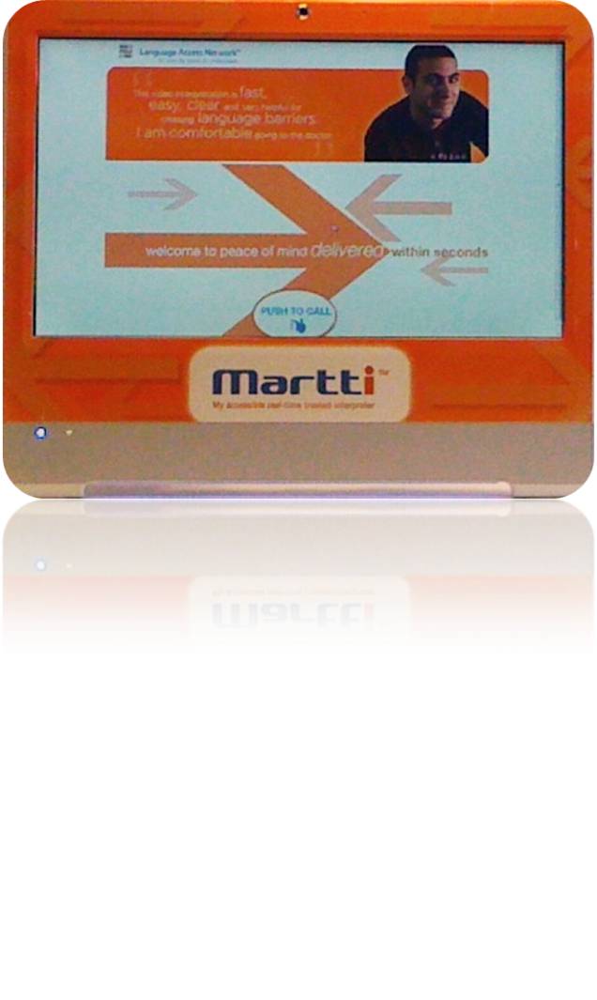 Language Access Network™
This video interpretation is fast,
easy, clear and very helpful for
crossing language barriers.
I am comfortable going to the doctor
welcome to peace of mind delivered within seconds
PUSH TO CALL
martti™
My accessible real-time trusted interpreter